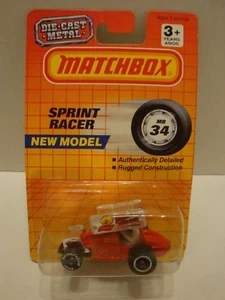 DIE-CAST
METAL
3+
YEARS
ANOS
MATCHBOX
SPRINT
RACER
NEW MODEL
MB
34
• Authentically Detailed
• Rugged Construction